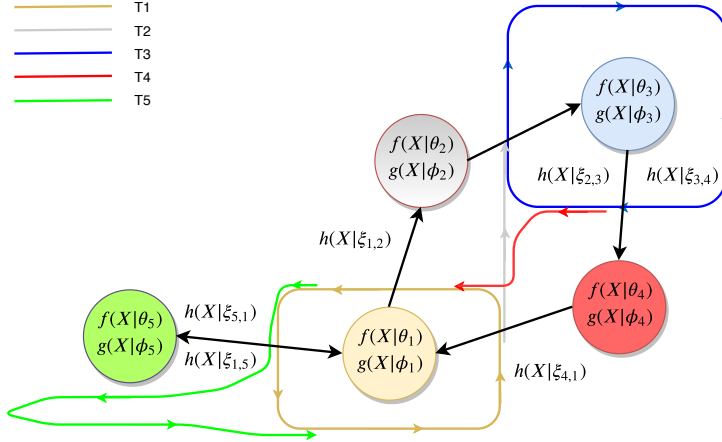 T1
T2
T3
T4
T5
f(X|θ₃)
g(X|ϕ₃)
f(X|θ₂)
g(X|ϕ₂)
h(X|ξ₂,₃)
h(X|ξ₃,₄)
h(X|ξ₁,₂)
f(X|θ₄)
g(X|ϕ₄)
h(X|ξ₅,₁)
f(X|θ₅)
g(X|ϕ₅)
h(X|ξ₁,₅)
f(X|θ₁)
g(X|ϕ₁)
h(X|ξ₄,₁)